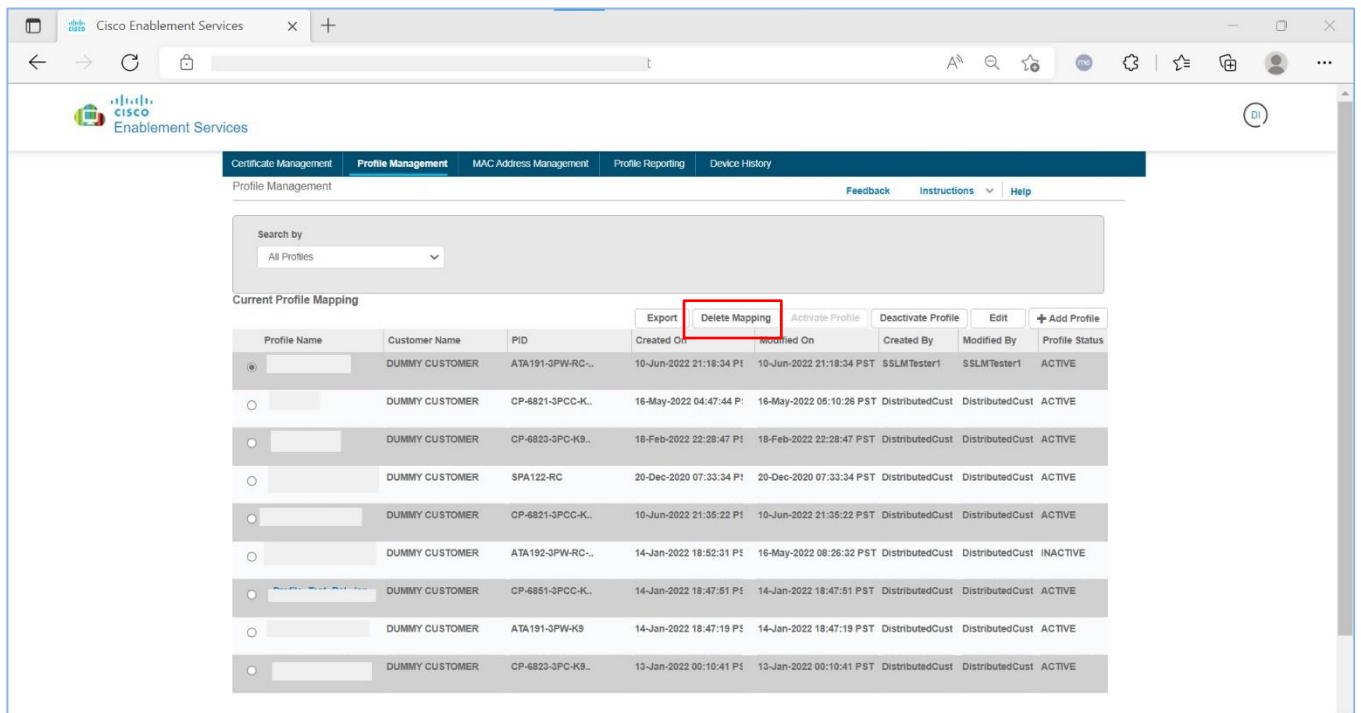 Cisco Enablement Services
CISCO
Enablement Services
DI
Certificate Management Profile Management MAC Address Management Profile Reporting Device History
Profile Management
Feedback Instructions Help
Search by
All Profiles
Current Profile Mapping
Export Delete Mapping Activate Profile Deactivate Profile Edit + Add Profile
Profile Name Customer Name PID Created On Modified On Created By Modified By Profile Status
DUMMY CUSTOMER ATA191-3PW-RC-.. 10-Jun-2022 21:18:34 10-Jun-2022 21:18:34 PST SSLMTester1 SSLMTester1 ACTIVE
DUMMY CUSTOMER CP-6821-3PCC-K.. 16-May-2022 04:47:44 16-May-2022 05:10:26 PST DistributedCust DistributedCust ACTIVE
DUMMY CUSTOMER CP-6823-3PC-K9.. 18-Feb-2022 22:28:47 18-Feb-2022 22:28:47 PST DistributedCust DistributedCust ACTIVE
DUMMY CUSTOMER SPA122-RC 20-Dec-2020 07:33:34 20-Dec-2020 07:33:34 PST DistributedCust DistributedCust ACTIVE
DUMMY CUSTOMER CP-6821-3PCC-K.. 10-Jun-2022 21:35:22 10-Jun-2022 21:35:22 PST DistributedCust DistributedCust ACTIVE
DUMMY CUSTOMER ATA192-3PW-RC-.. 14-Jan-2022 18:52:31 16-May-2022 08:26:32 PST DistributedCust DistributedCust INACTIVE
DUMMY CUSTOMER CP-6851-3PCC-K.. 14-Jan-2022 18:47:51 14-Jan-2022 18:47:51 PST DistributedCust DistributedCust ACTIVE
DUMMY CUSTOMER ATA191-3PW-K9 14-Jan-2022 18:47:19 14-Jan-2022 18:47:19 PST DistributedCust DistributedCust ACTIVE
DUMMY CUSTOMER CP-6823-3PC-K9.. 13-Jan-2022 00:10:41 13-Jan-2022 00:10:41 PST DistributedCust DistributedCust ACTIVE